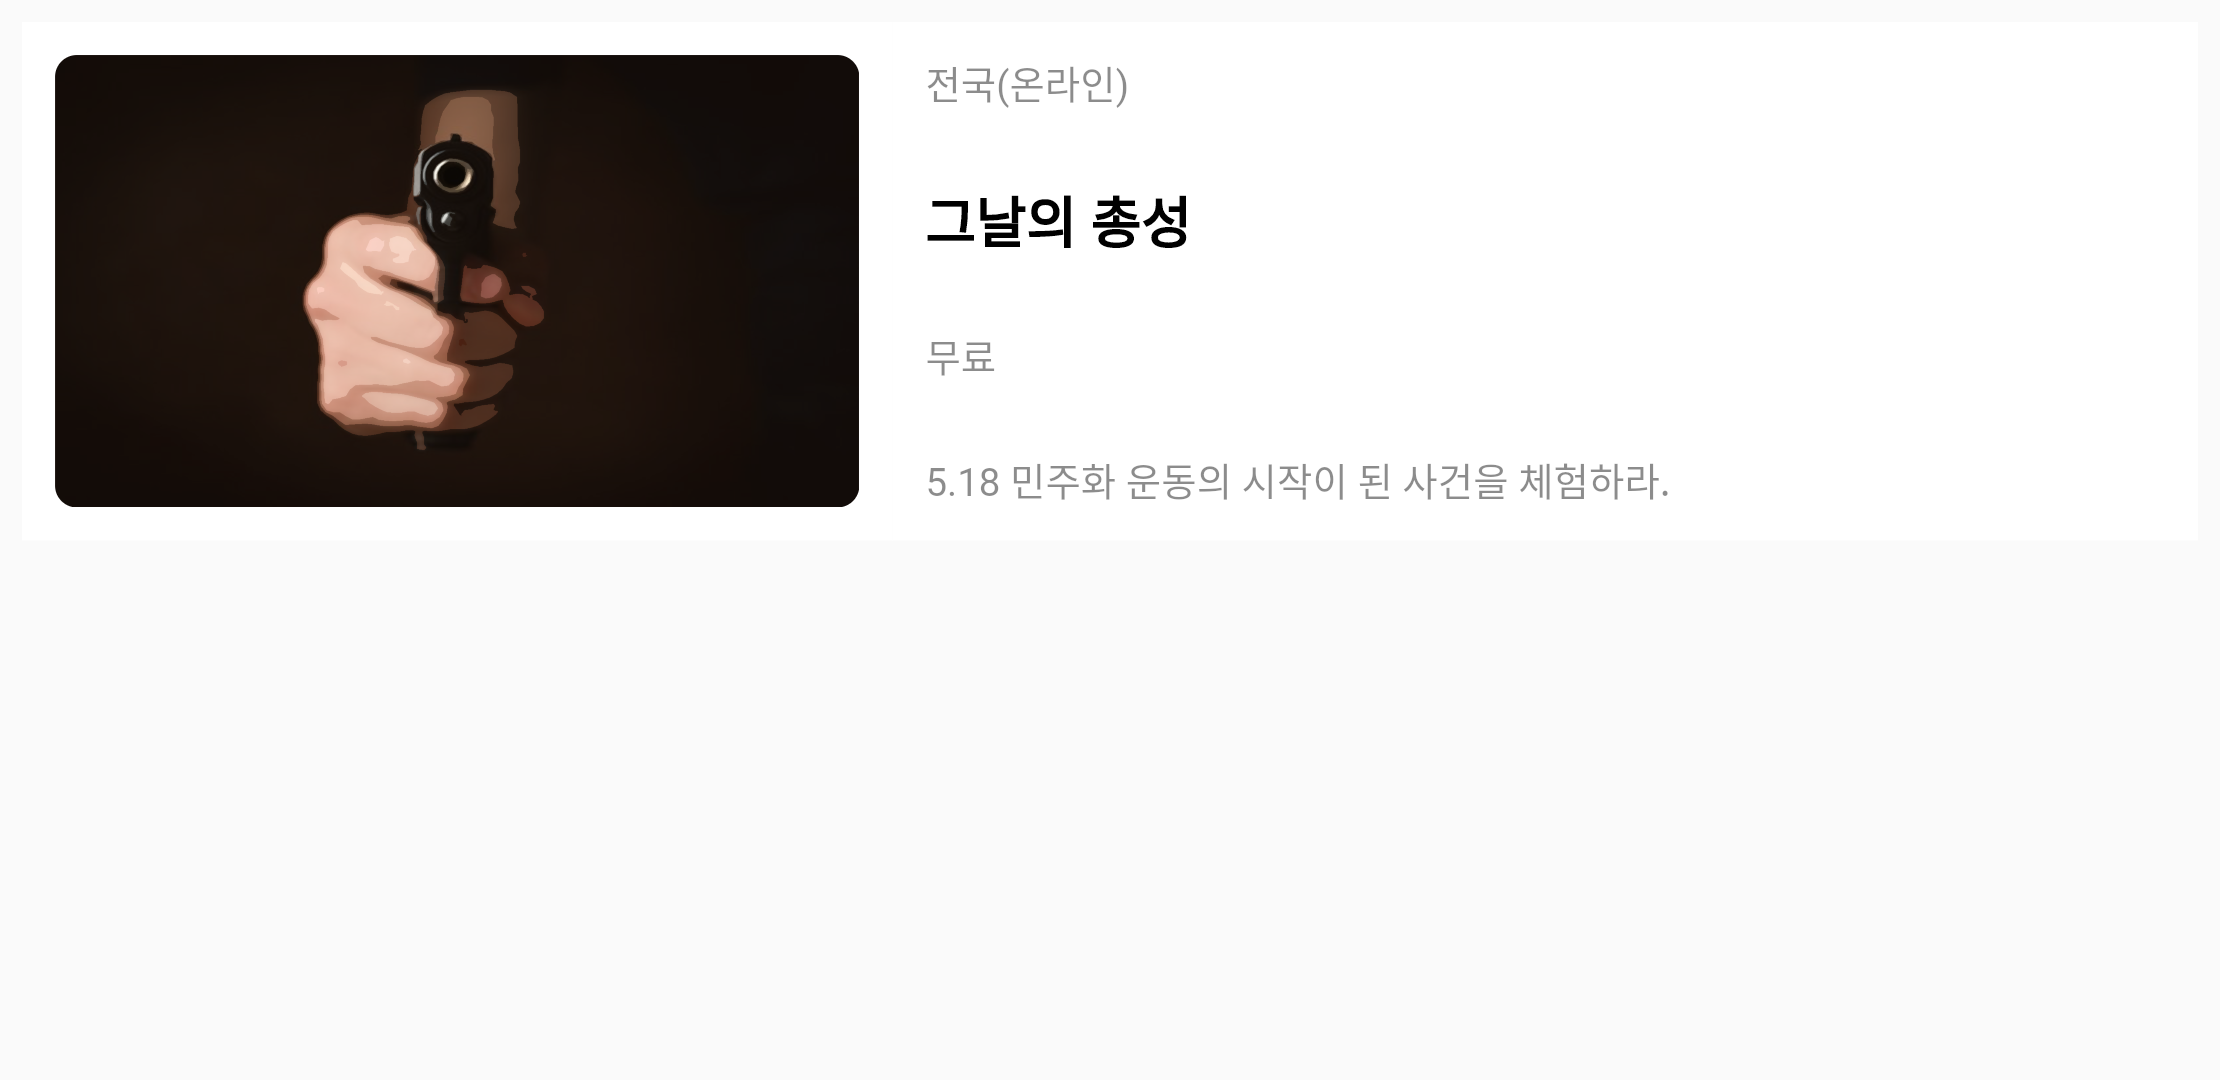 전국(온라인)
그날의 총성
무료
5.18 민주화 운동의 시작이 된 사건을 체험하라.